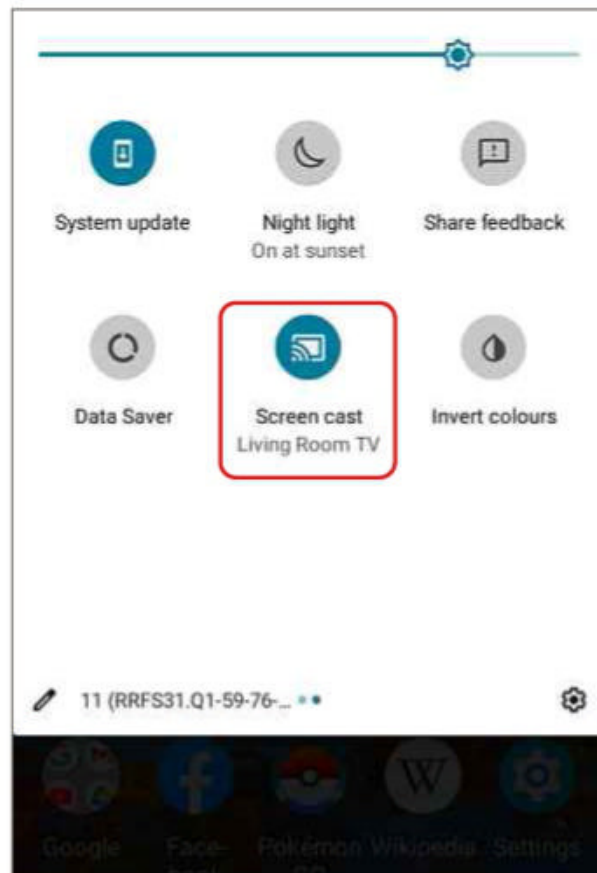 System update
Night light
On at sunset
Share feedback
Data Saver
Screen cast
Living Room TV
Invert colours
11 (RRFS31.Q1-59-76-...
Google
Face-
Pokémon
Wikipedia
Settings